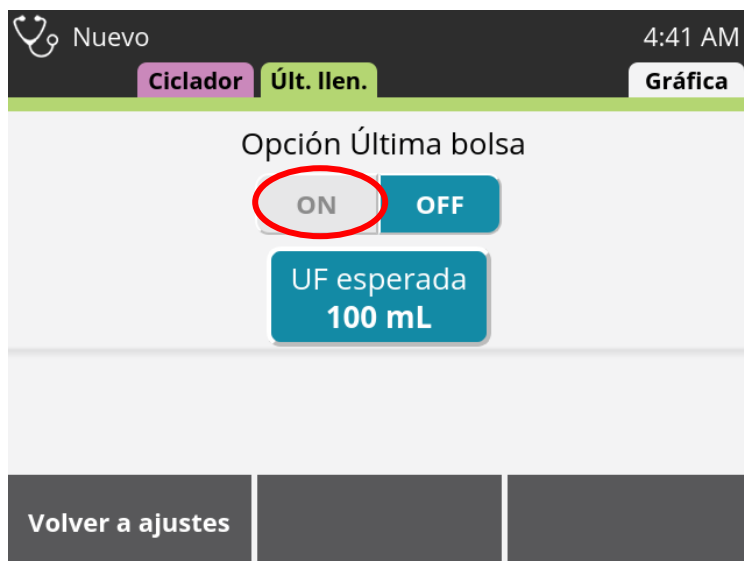 Nuevo
4:41 AM
Ciclador
Últ. llen.
Gráfica
Opción Última bolsa
ON
OFF
UF esperada
100 mL
Volver a ajustes